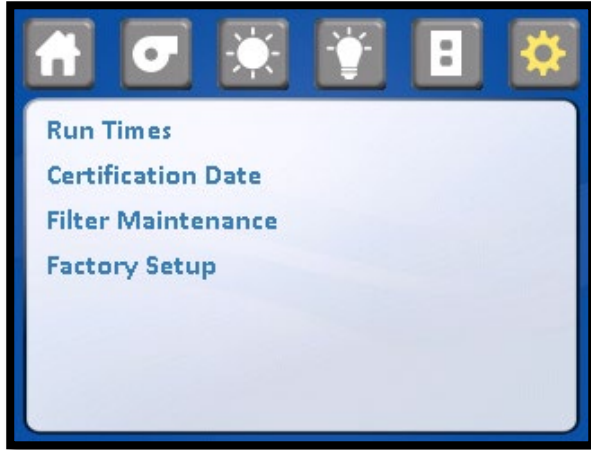 Run Times
Certification Date
Filter Maintenance
Factory Setup